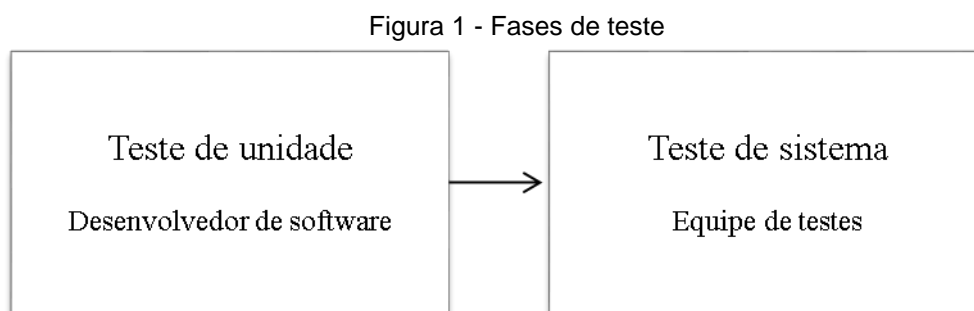 Figura 1 - Fases de teste
Teste de unidade
Desenvolvedor de software
Teste de sistema
Equipe de testes